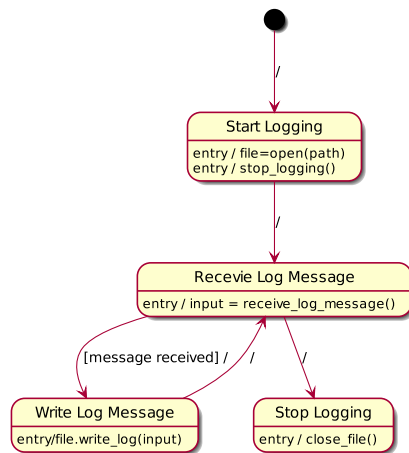 /
Start Logging
entry / file=open(path)
entry / stop_logging()
/
Recevie Log Message
entry / input = receive_log_message()
[message received] /
/
/
Write Log Message
entry/file.write_log(input)
Stop Logging
entry / close_file()